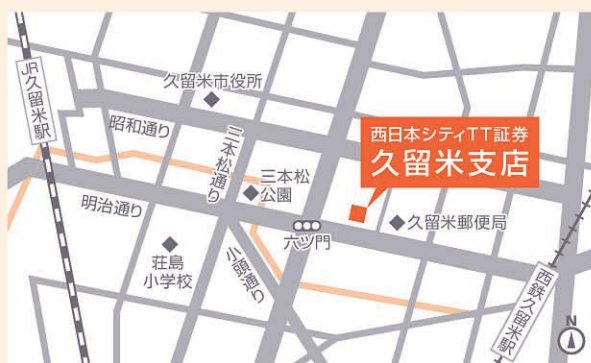 JR久留米駅
久留米市役所
昭和通り
三本松通り
西日本シティTT証券
久留米支店
三本松
公園
明治通り
久留米郵便局
六ツ門
荘島
小学校
小頭通り
西鉄久留米駅
N